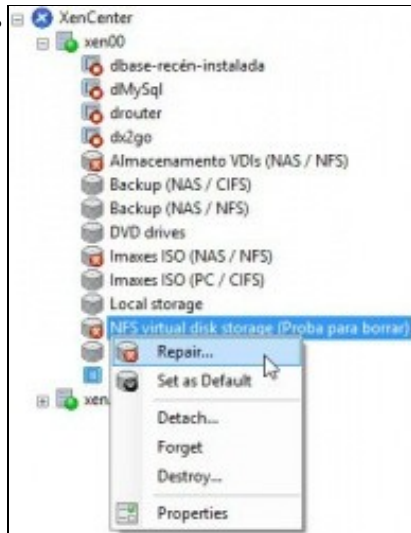 XenCenter
xen00
dbase-recén-instalada
dMySql
drouter
dx2go
Almacenamento VDIs (NAS / NFS)
Backup (NAS / CIFS)
Backup (NAS / NFS)
DVD drives
Imaxes ISO (NAS / NFS)
Imaxes ISO (PC / CIFS)
Local storage
NFS virtual disk storage (Proba para borrar)
Repair...
Set as Default
xen
Detach...
Forget
Destroy...
Properties